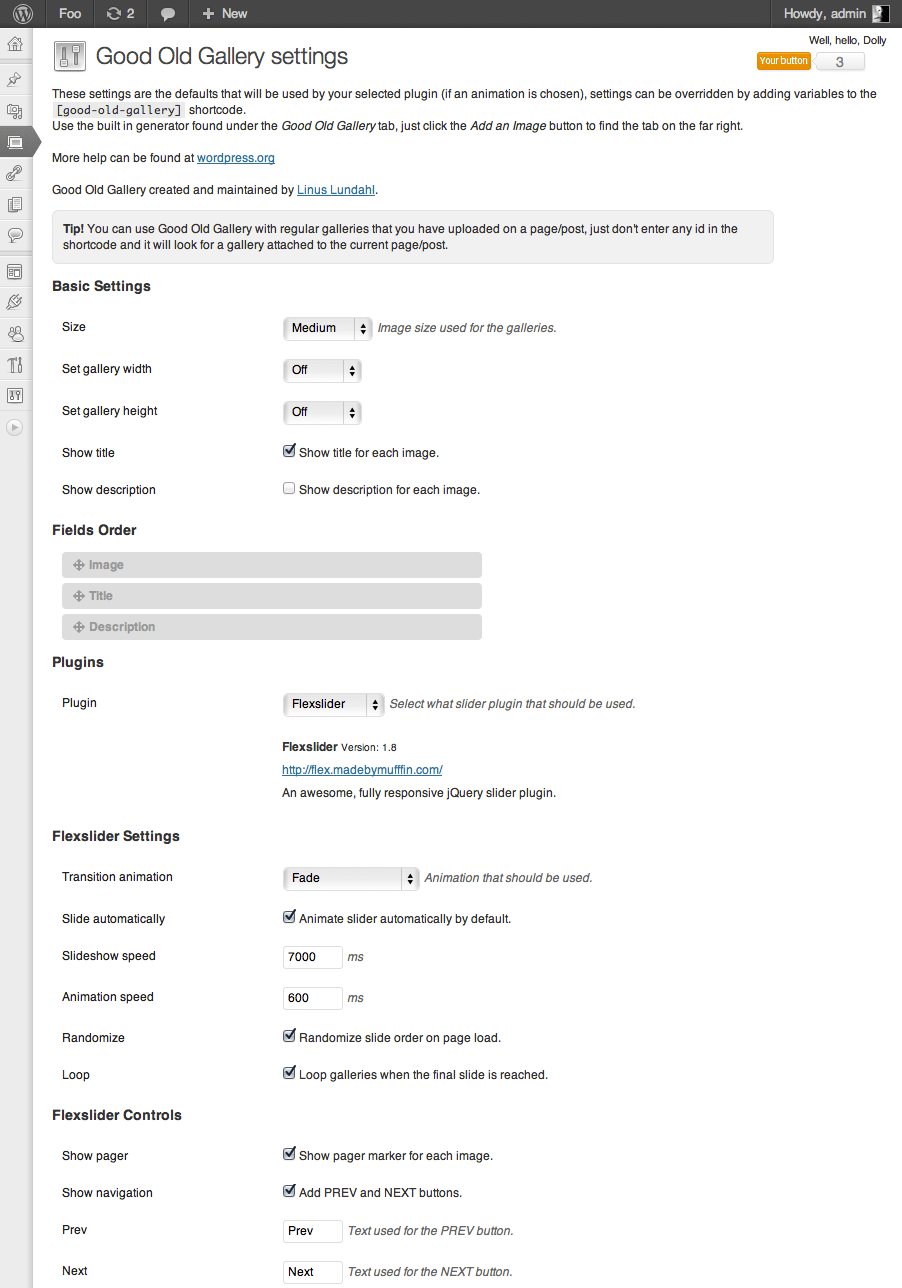 Foo 2 + New Howdy, admin
Well, hello, Dolly
Good Old Gallery settings
Your button 3
These settings are the defaults that will be used by your selected plugin (if an animation is chosen), settings can be overridden by adding variables to the
[good-old-gallery] shortcode.
Use the built in generator found under the Good Old Gallery tab, just click the Add an Image button to find the tab on the far right.
More help can be found at wordpress.org
Good Old Gallery created and maintained by Linus Lundahl.
Tip! You can use Good Old Gallery with regular galleries that you have uploaded on a page/post, just don't enter any id in the
shortcode and it will look for a gallery attached to the current page/post.
Basic Settings
Size Medium Image size used for the galleries.
Set gallery width Off
Set gallery height Off
Show title Show title for each image.
Show description Show description for each image.
Fields Order
Image
Title
Description
Plugins
Plugin Flexslider Select what slider plugin that should be used.
Flexslider Version: 1.8
http://flex.madebymufffin.com/
An awesome, fully responsive jQuery slider plugin.
Flexslider Settings
Transition animation Fade Animation that should be used.
Slide automatically Animate slider automatically by default.
Slideshow speed 7000 ms
Animation speed 600 ms
Randomize Randomize slide order on page load.
Loop Loop galleries when the final slide is reached.
Flexslider Controls
Show pager Show pager marker for each image.
Show navigation Add PREV and NEXT buttons.
Prev Prev Text used for the PREV button.
Next Next Text used for the NEXT button.